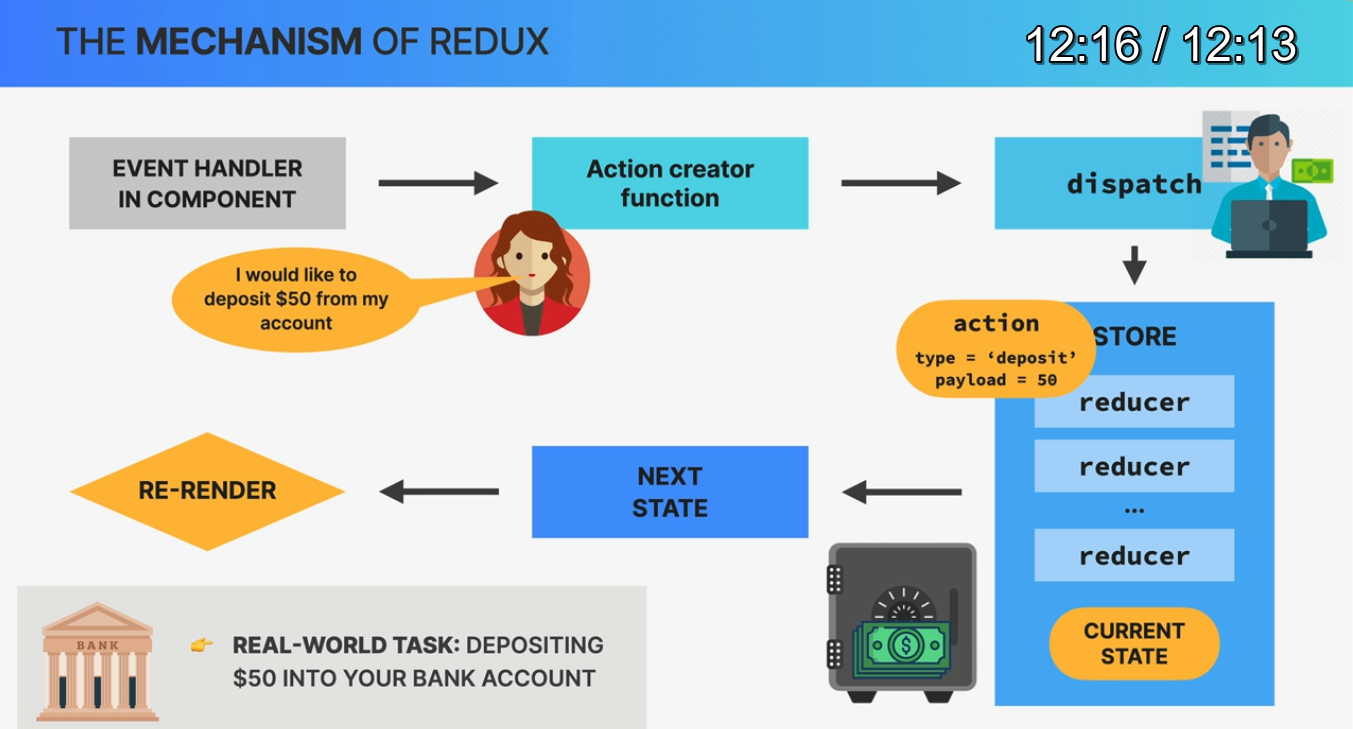 THE MECHANISM OF REDUX
12:16 / 12:13
EVENT HANDLER
IN COMPONENT
Action creator
function
dispatch
I would like to
deposit $50 from my
account
action
type = ‘deposit’
payload = 50
STORE
reducer
reducer
...
reducer
CURRENT
STATE
NEXT
STATE
RE-RENDER
BANK
👉 REAL-WORLD TASK: DEPOSITING
$50 INTO YOUR BANK ACCOUNT
$